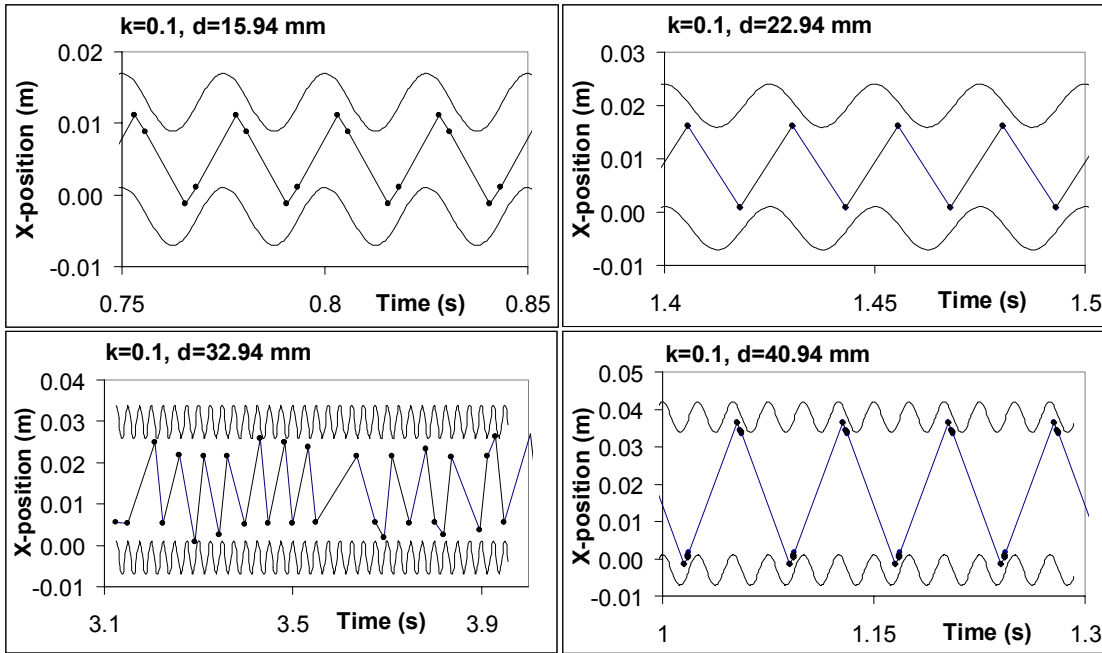 k=0.1, d=15.94 mm
X-position (m)
0.02
0.01
0.00
-0.01
0.75
0.8
Time (s)
0.85
k=0.1, d=22.94 mm
X-position (m)
0.03
0.02
0.01
0.00
-0.01
1.4
1.45
Time (s)
1.5
k=0.1, d=32.94 mm
X-position (m)
0.04
0.03
0.02
0.01
0.00
-0.01
3.1
3.5
Time (s)
3.9
k=0.1, d=40.94 mm
X-position (m)
0.05
0.04
0.03
0.02
0.01
0.00
-0.01
1
1.15
Time (s)
1.3